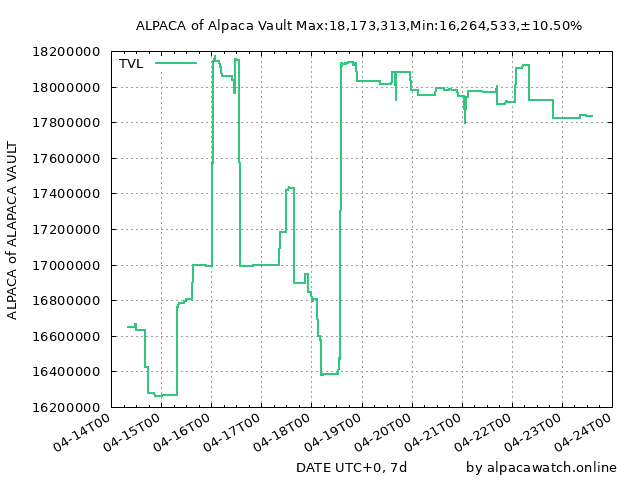 ALPACA of Alpaca Vault Max:18,173,313,Min:16,264,533,±10.50%
TVL
ALPACA of ALAPACA VAULT
18200000
18000000
17800000
17600000
17400000
17200000
17000000
16800000
16600000
16400000
16200000
04-14T00
04-15T00
04-16T00
04-17T00
04-18T00
04-19T00
04-20T00
04-21T00
04-22T00
04-23T00
04-24T00
DATE UTC+0, 7d
by alpacawatch.online